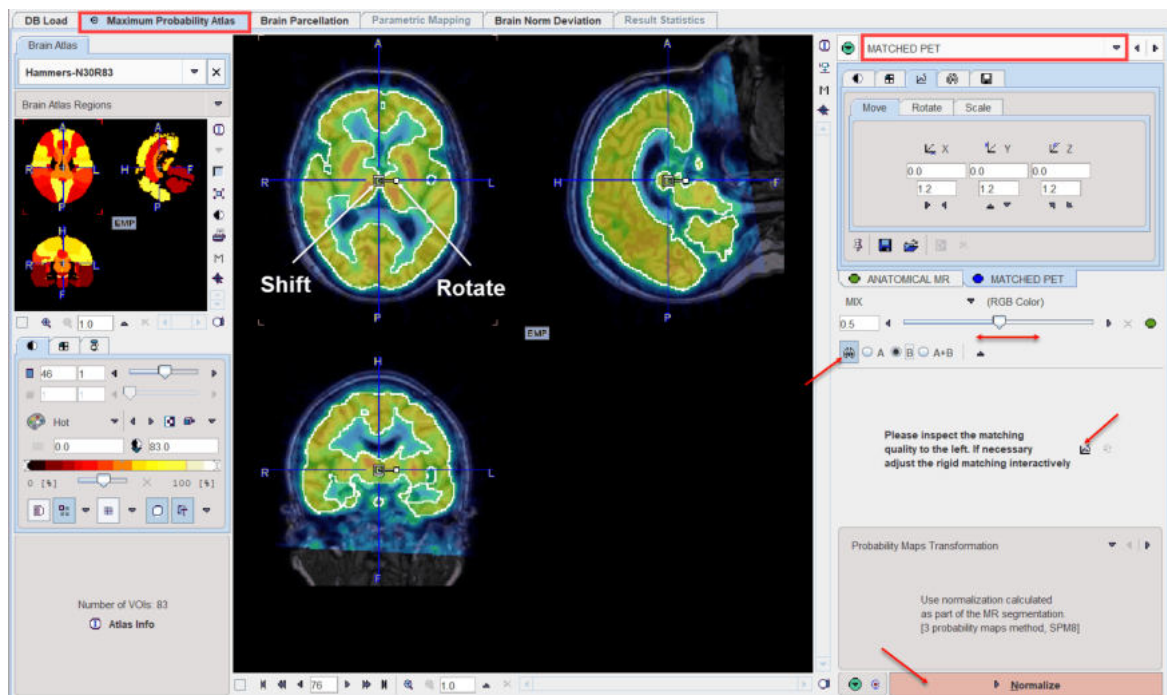 DB Load Maximum Probability Atlas Brain Parcellation Parametric Mapping Brain Norm Deviation Result Statistics
Brain Atlas
Hammers-N30R83
Brain Atlas Regions
A A
R L H F
P P
EMP
H
R L
F
1.0
46 1
1 1
Hot
0.0 83.0
0 [%] 100 [%]
Number of VOIs: 83
Atlas Info
A A
R L H F
Shift Rotate
P P
EMP
H
R L
F
76 1.0
M
M
MATCHED PET
Move Rotate Scale
X Y Z
0.0 0.0 0.0
1.2 1.2 1.2
ANATOMICAL MR MATCHED PET
MIX (RGB Color)
0.5
A B A+B
Please inspect the matching
quality to the left. If necessary
adjust the rigid matching interactively
Probability Maps Transformation
Use normalization calculated
as part of the MR segmentation.
[3 probability maps method, SPM8]
Normalize